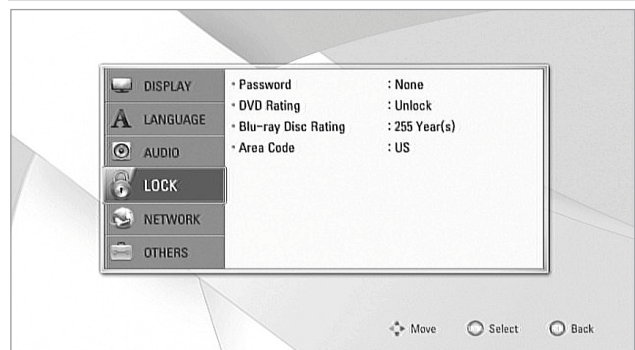 DISPLAY
LANGUAGE
AUDIO
LOCK
NETWORK
OTHERS
• Password : None
• DVD Rating : Unlock
• Blu-ray Disc Rating : 255 Year(s)
• Area Code : US
Move Select Back